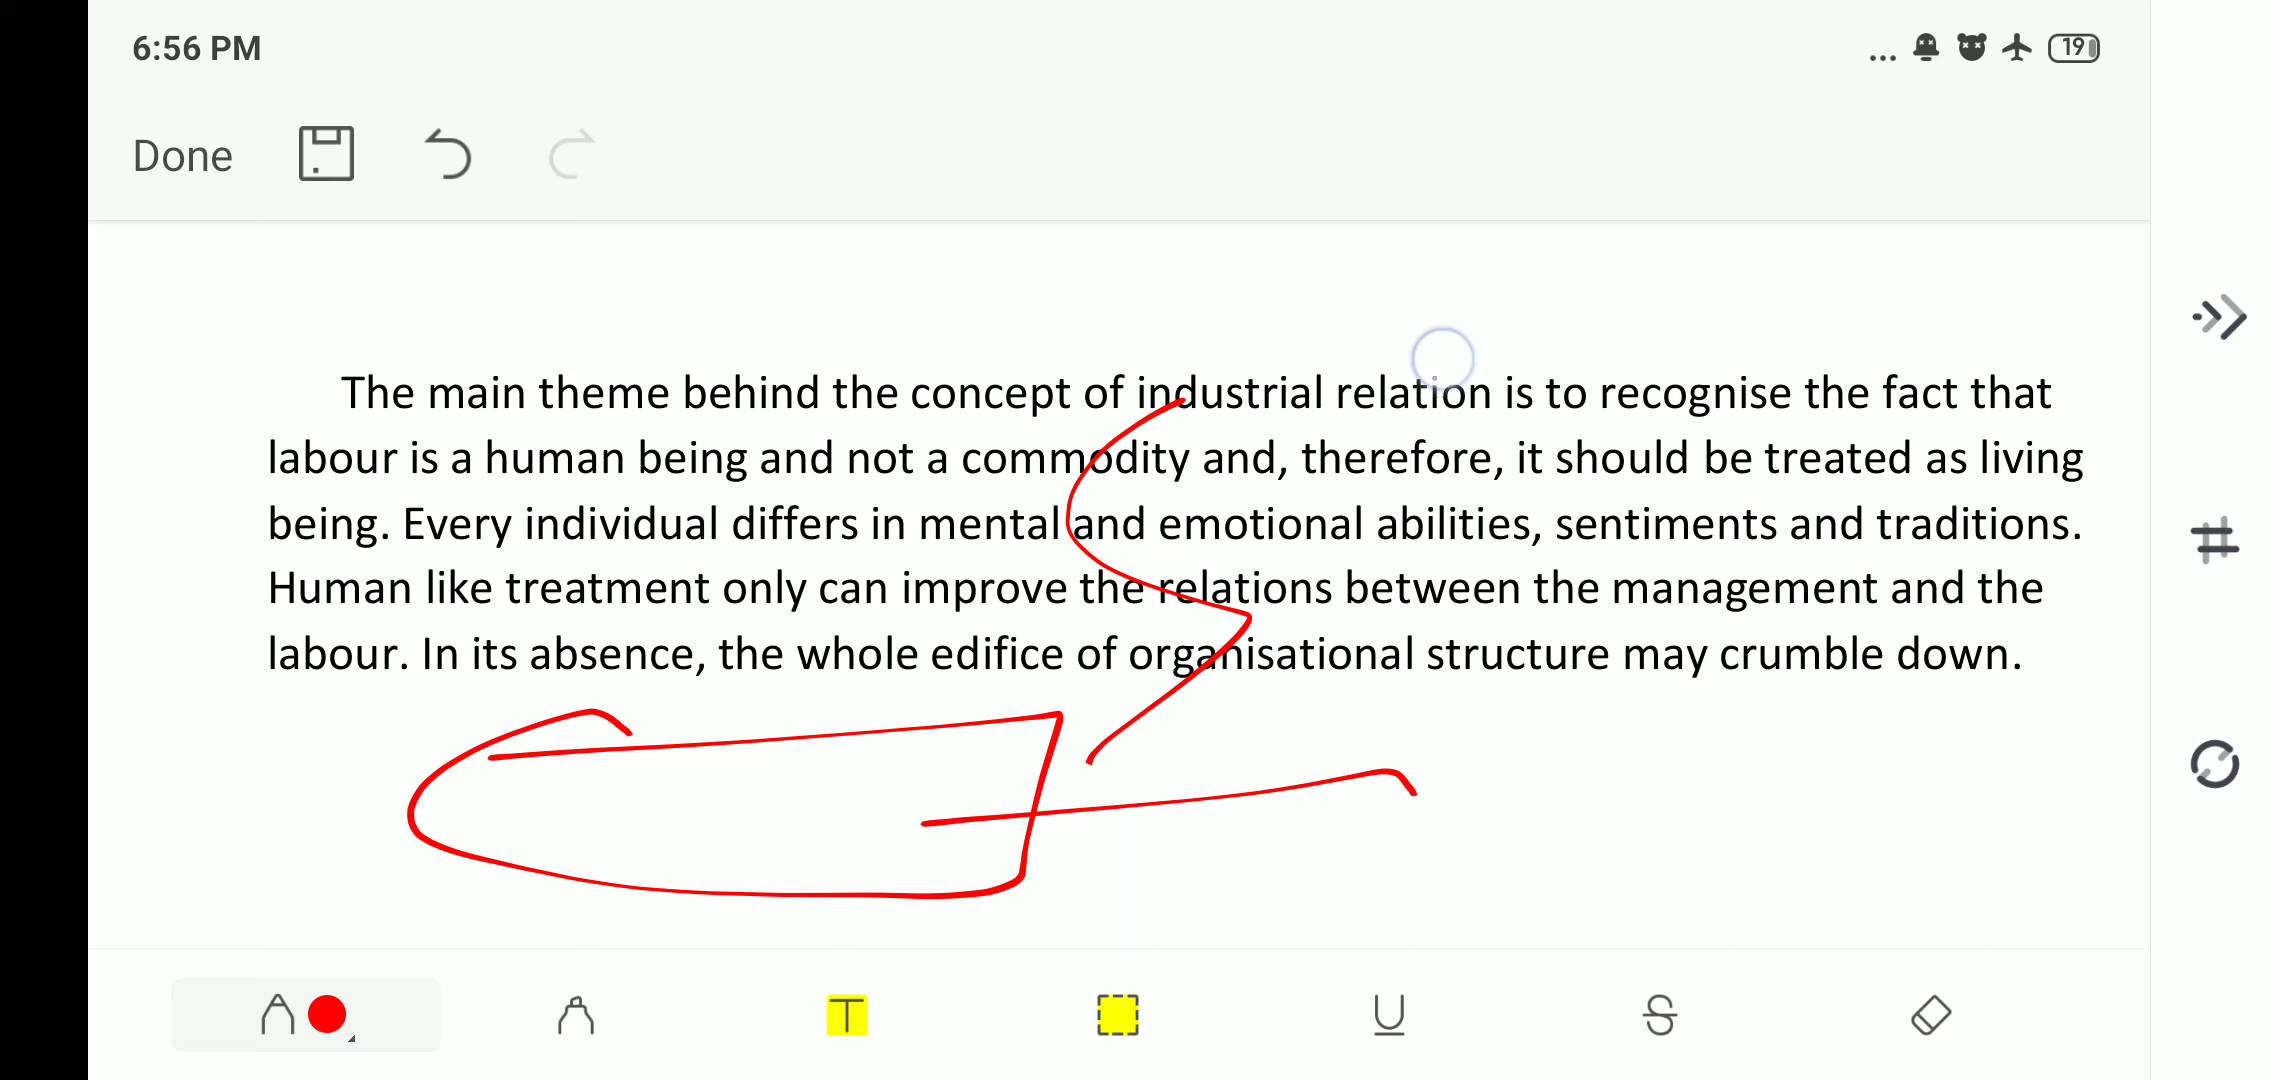 6:56 PM
... 19
Done
The main theme behind the concept of industrial relation is to recognise the fact that
labour is a human being and not a commodity and, therefore, it should be treated as living
being. Every individual differs in mental and emotional abilities, sentiments and traditions.
Human like treatment only can improve the relations between the management and the
labour. In its absence, the whole edifice of organisational structure may crumble down.